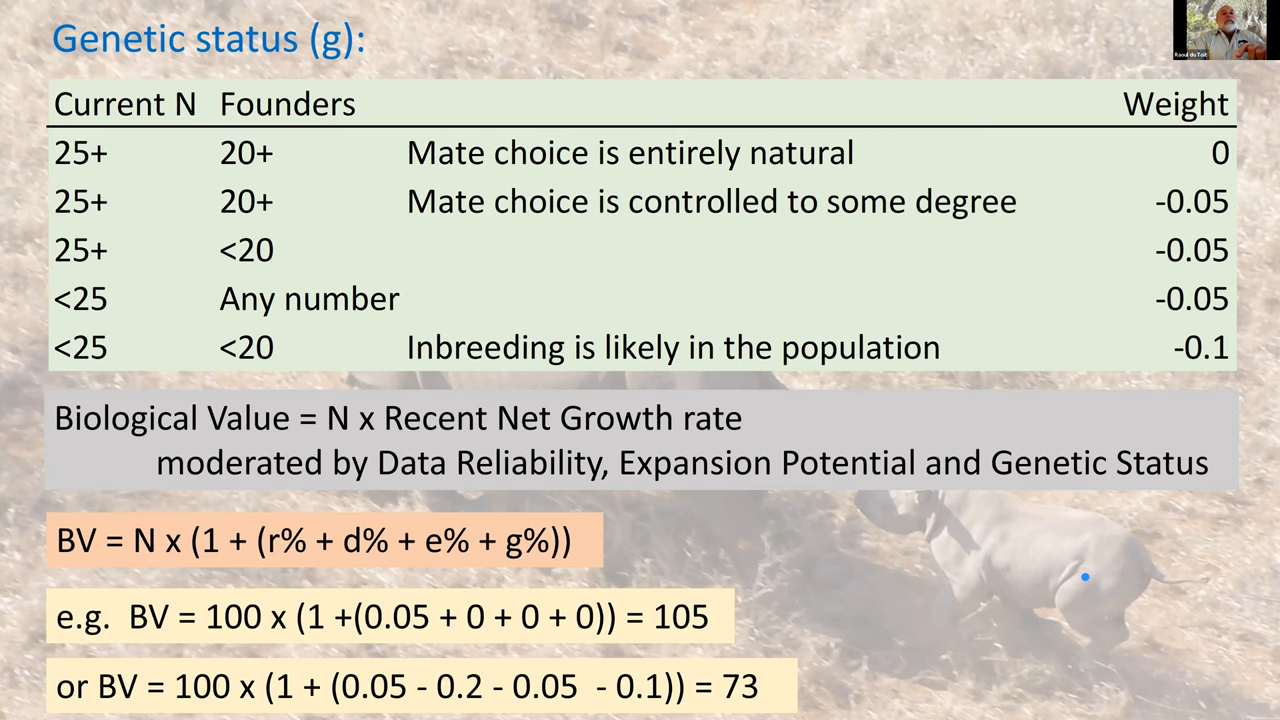 Genetic status (g):
Raoul du Toit
Current N Founders Weight
25+ 20+ Mate choice is entirely natural 0
25+ 20+ Mate choice is controlled to some degree -0.05
25+ <20 -0.05
<25 Any number -0.05
<25 <20 Inbreeding is likely in the population -0.1
Biological Value = N x Recent Net Growth rate
moderated by Data Reliability, Expansion Potential and Genetic Status
BV = N x (1 + (r% + d% + e% + g%))
e.g. BV = 100 x (1 +(0.05 + 0 + 0 + 0)) = 105
or BV = 100 x (1 + (0.05 - 0.2 - 0.05 - 0.1)) = 73